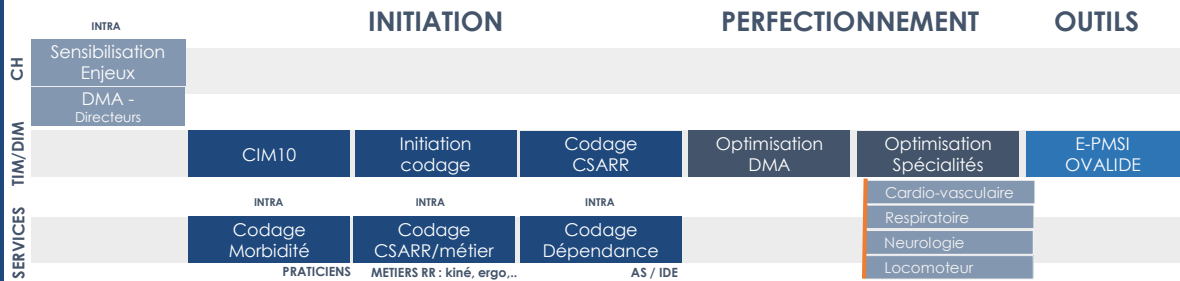 INITIATION
PERFECTIONNEMENT
OUTILS
INTRA
CH
Sensibilisation
Enjeux
DMA -
Directeurs
TIM/DIM
CIM10
Initiation
codage
Codage
CSARR
Optimisation
DMA
Optimisation
Spécialités
E-PMSI
OVALIDE
Cardio-vasculaire
Respiratoire
Neurologie
Locomoteur
SERVICES
INTRA
INTRA
INTRA
Codage
Morbidité
Codage
CSARR/métier
Codage
Dépendance
PRATICIENS
METIERS RR : kiné, ergo,..
AS / IDE